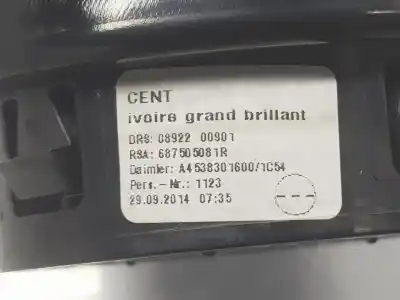 CENT
ivoire grand brillant
DRS: 08922 00901
RSA: 687505081R
Daimler: A4538301600/1C54
Pers.- Nr.: 1123
29.09.2014 07:35